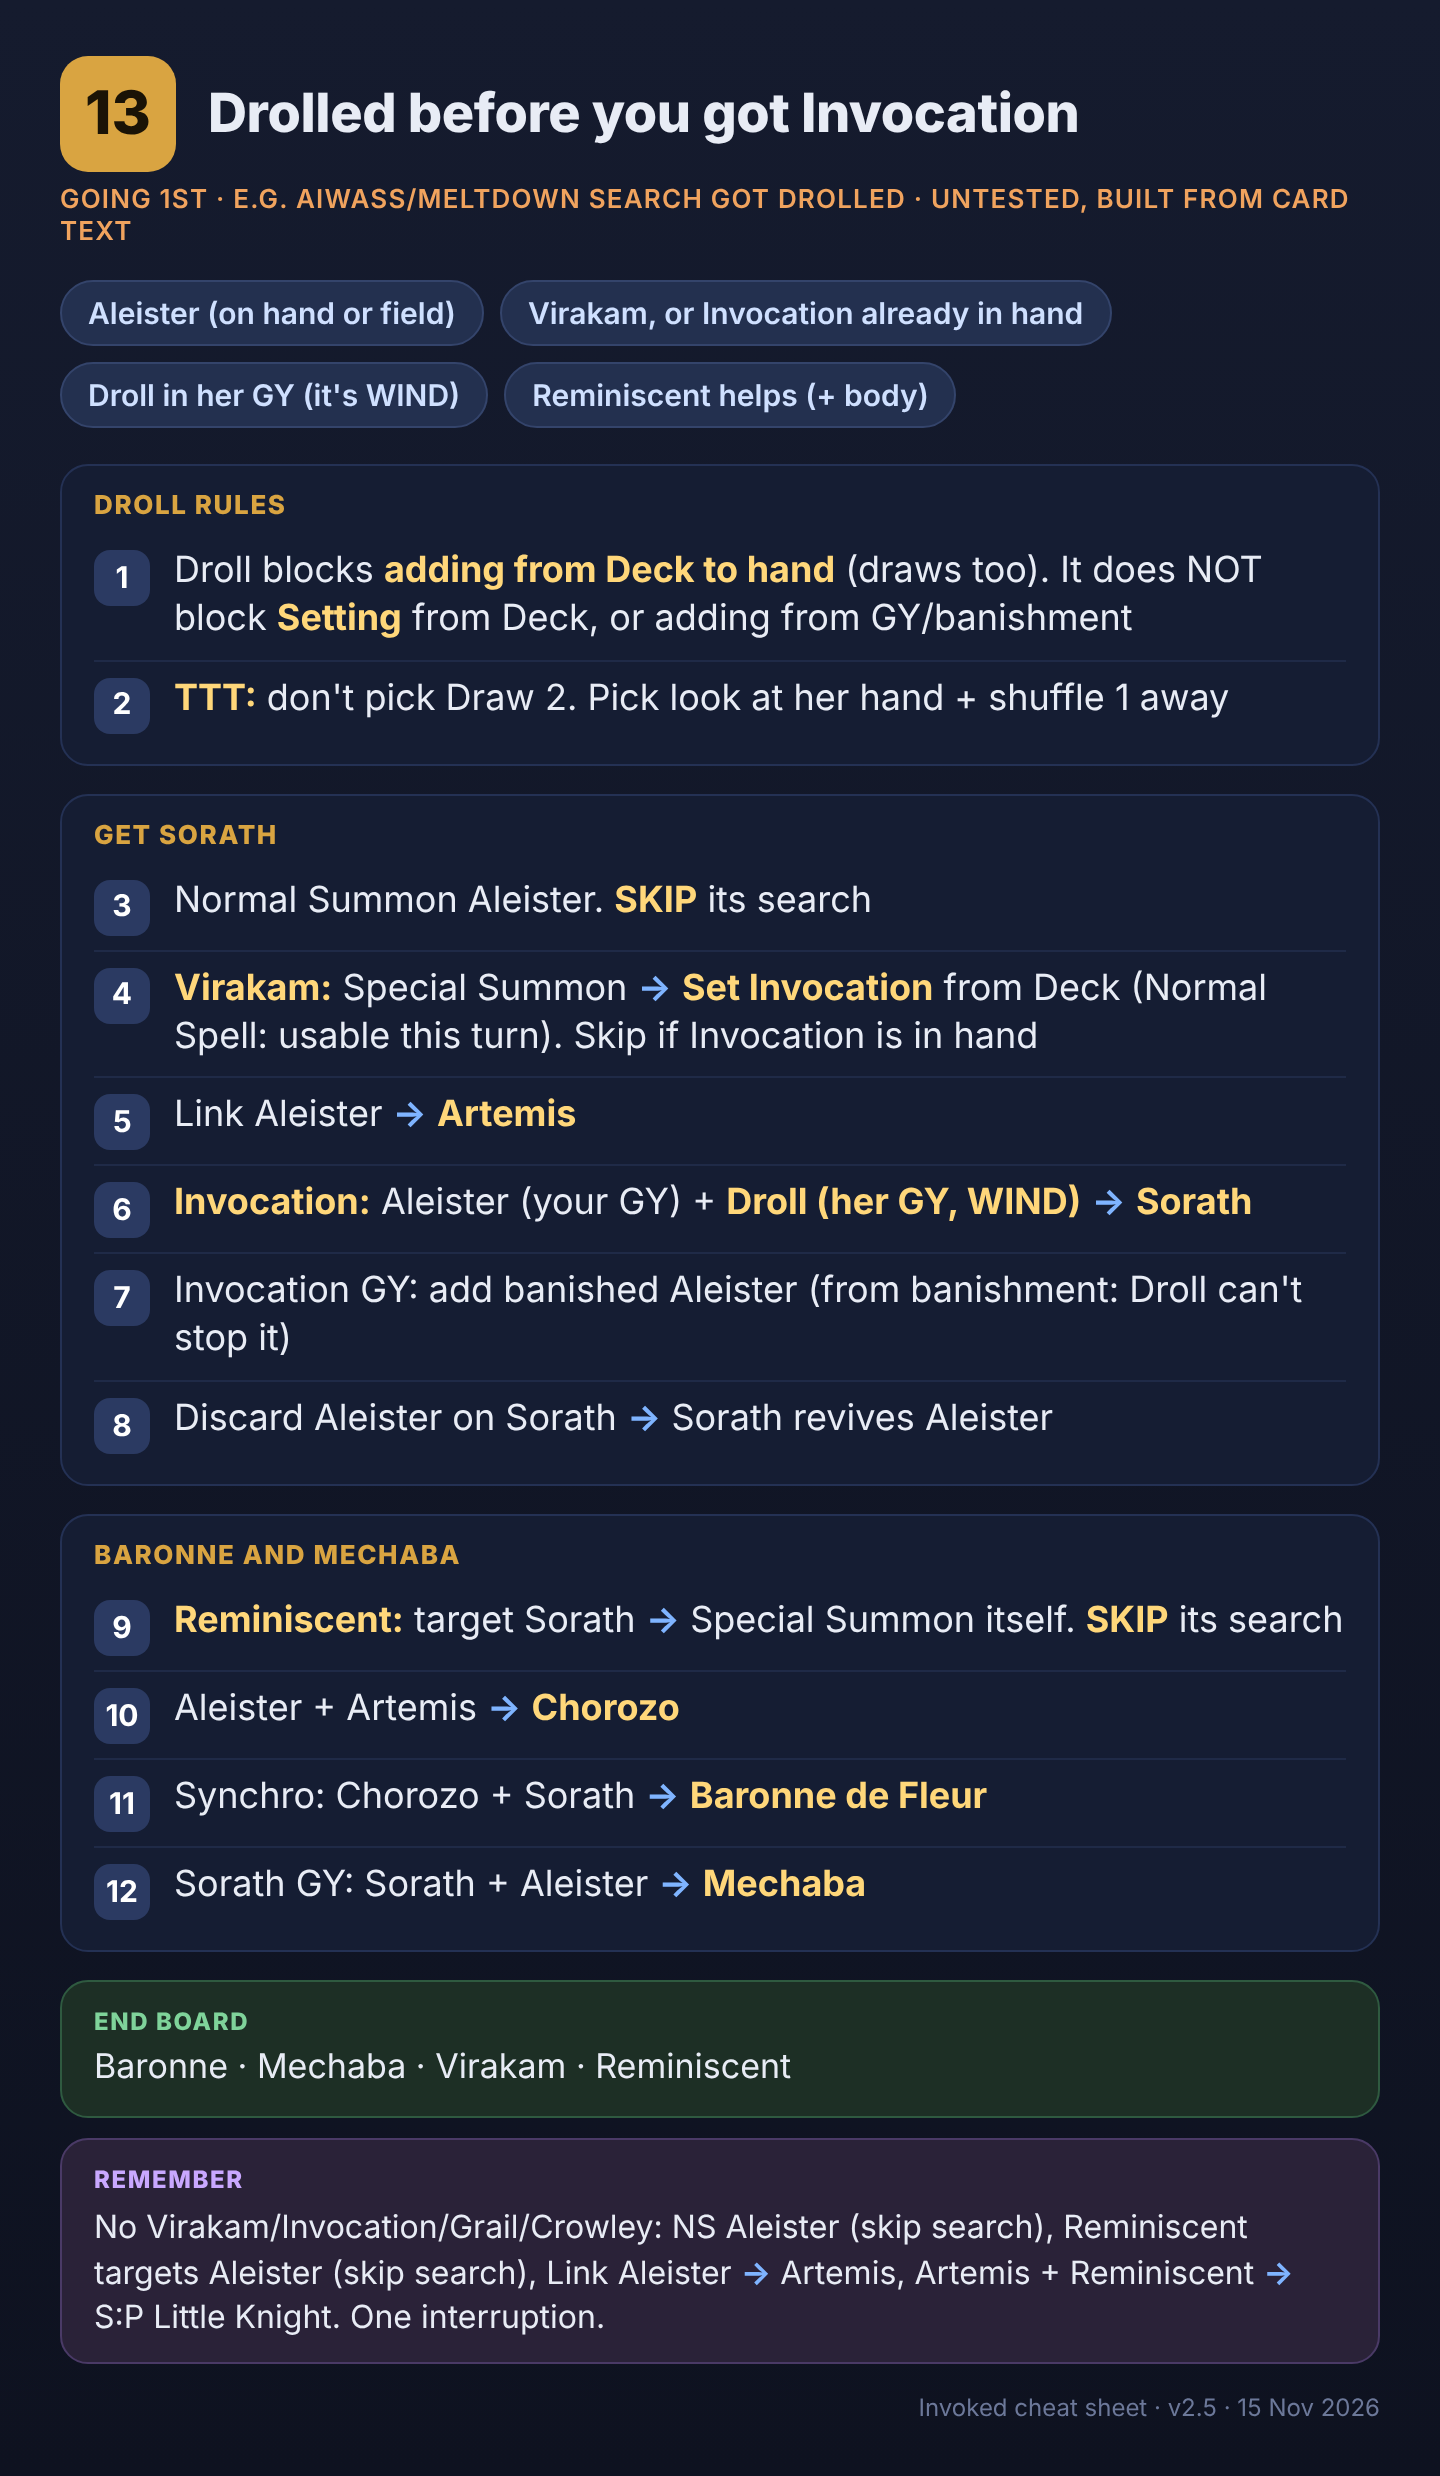 13
Drolled before you got Invocation
GOING 1ST · E.G. AIWASS/MELTDOWN SEARCH GOT DROLLED · UNTESTED, BUILT FROM CARD
TEXT
Aleister (on hand or field)
Virakam, or Invocation already in hand
Droll in her GY (it's WIND)
Reminiscent helps (+ body)
DROLL RULES
1 Droll blocks adding from Deck to hand (draws too). It does NOT
block Setting from Deck, or adding from GY/banishment
2 TTT: don't pick Draw 2. Pick look at her hand + shuffle 1 away
GET SORATH
3 Normal Summon Aleister. SKIP its search
4 Virakam: Special Summon → Set Invocation from Deck (Normal
Spell: usable this turn). Skip if Invocation is in hand
5 Link Aleister → Artemis
6 Invocation: Aleister (your GY) + Droll (her GY, WIND) → Sorath
7 Invocation GY: add banished Aleister (from banishment: Droll can't
stop it)
8 Discard Aleister on Sorath → Sorath revives Aleister
BARONNE AND MECHABA
9 Reminiscent: target Sorath → Special Summon itself. SKIP its search
10 Aleister + Artemis → Chorozo
11 Synchro: Chorozo + Sorath → Baronne de Fleur
12 Sorath GY: Sorath + Aleister → Mechaba
END BOARD
Baronne · Mechaba · Virakam · Reminiscent
REMEMBER
No Virakam/Invocation/Grail/Crowley: NS Aleister (skip search), Reminiscent
targets Aleister (skip search), Link Aleister → Artemis, Artemis + Reminiscent →
S:P Little Knight. One interruption.
Invoked cheat sheet · v2.5 · 15 Nov 2026